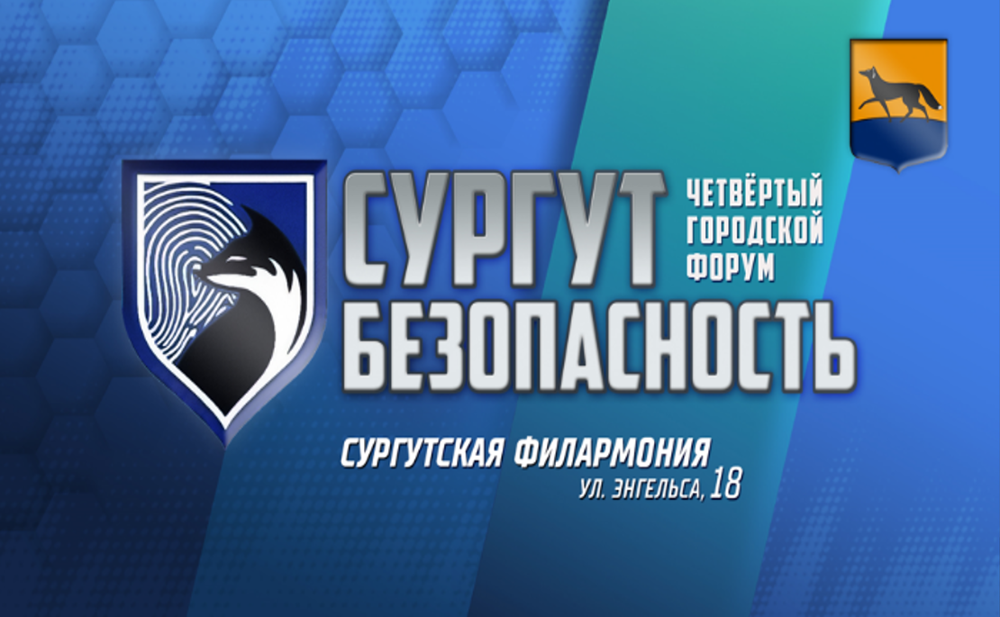 СУРГУТ
ЧЕТВЁРТЫЙ
ГОРОДСКОЙ
ФОРУМ
БЕЗОПАСНОСТЬ
СУРГУТСКАЯ ФИЛАРМОНИЯ
УЛ. ЭНГЕЛЬСА, 18